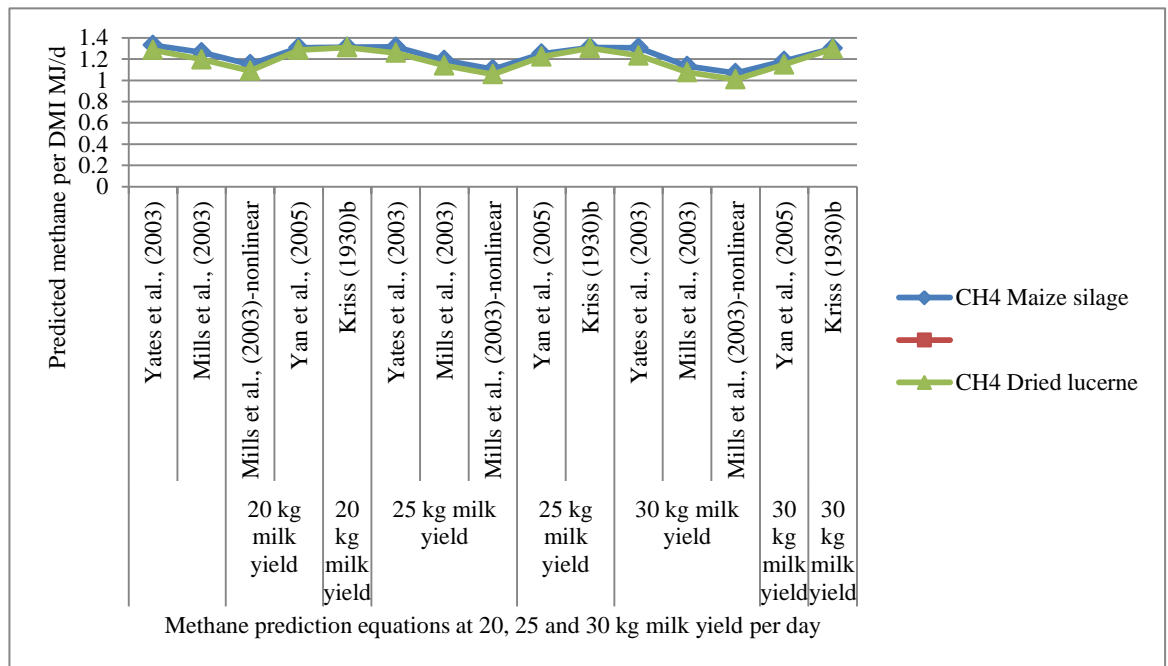 Predicted methane per DMI MJ/d
1.4
1.2
1
0.8
0.6
0.4
0.2
0
Yates et al., (2003)
Mills et al., (2003)
Mills et al., (2003)-nonlinear
Yan et al., (2005)
Kriss (1930)b
Yates et al., (2003)
Mills et al., (2003)
Mills et al., (2003)-nonlinear
Yan et al., (2005)
Kriss (1930)b
Yates et al., (2003)
Mills et al., (2003)
Mills et al., (2003)-nonlinear
Yan et al., (2005)
Kriss (1930)b
20 kg
milk
yield
20
kg
milk
yield
25 kg milk
yield
25 kg
milk
yield
30 kg milk
yield
30
kg
milk
yield
30
kg
milk
yield
Methane prediction equations at 20, 25 and 30 kg milk yield per day
CH4 Maize silage
CH4 Dried lucerne